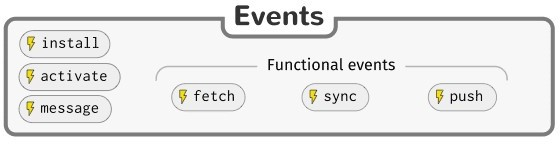 Events
install
activate
message
Functional events
fetch
sync
push